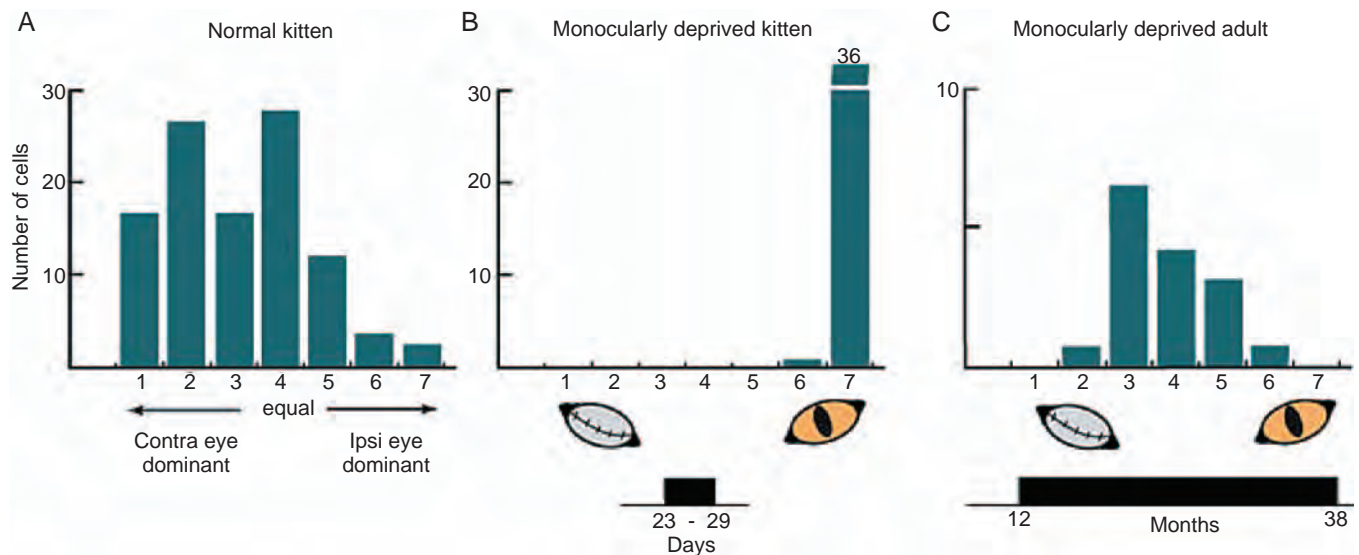 A
Normal kitten
Number of cells
30
20
10
1 2 3 4 5 6 7
equal
Contra eye
dominant
Ipsi eye
dominant
B
Monocularly deprived kitten
36
30
20
10
1 2 3 4 5 6 7
23 - 29
Days
C
Monocularly deprived adult
10
1 2 3 4 5 6 7
12
Months
38